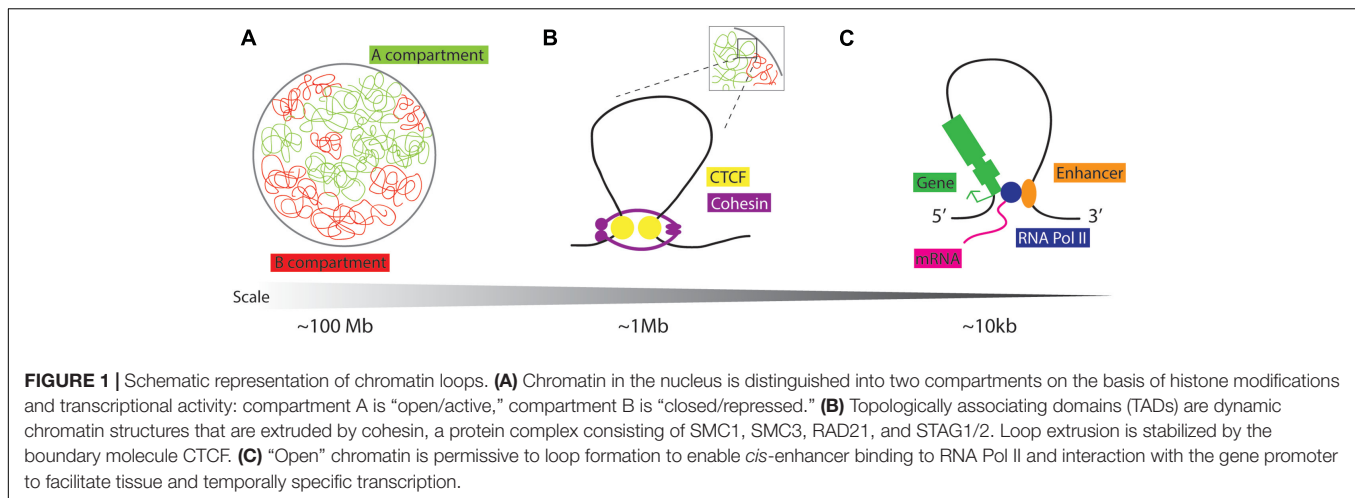 A
A compartment
B compartment
B
CTCF
Cohesin
C
Gene
Enhancer
5’
3’
RNA Pol II
mRNA
Scale
~100 Mb
~1Mb
~10kb
FIGURE 1 | Schematic representation of chromatin loops. (A) Chromatin in the nucleus is distinguished into two compartments on the basis of histone modifications
and transcriptional activity: compartment A is “open/active,” compartment B is “closed/repressed.” (B) Topologically associating domains (TADs) are dynamic
chromatin structures that are extruded by cohesin, a protein complex consisting of SMC1, SMC3, RAD21, and STAG1/2. Loop extrusion is stabilized by the
boundary molecule CTCF. (C) “Open” chromatin is permissive to loop formation to enable cis-enhancer binding to RNA Pol II and interaction with the gene promoter
to facilitate tissue and temporally specific transcription.